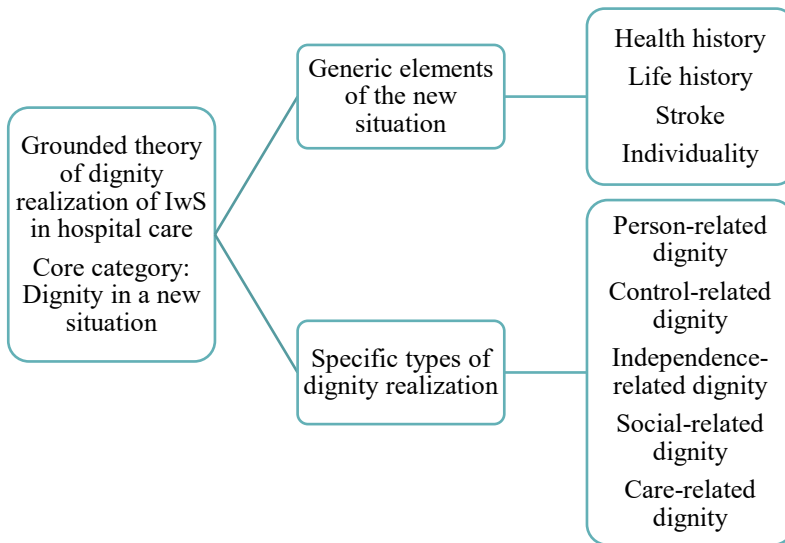 Grounded theory
of dignity
realization of IwS
in hospital care
Core category:
Dignity in a new
situation
Generic elements
of the new
situation
Health history
Life history
Stroke
Individuality
Specific types of
dignity realization
Person-related
dignity
Control-related
dignity
Independence-
related dignity
Social-related
dignity
Care-related
dignity